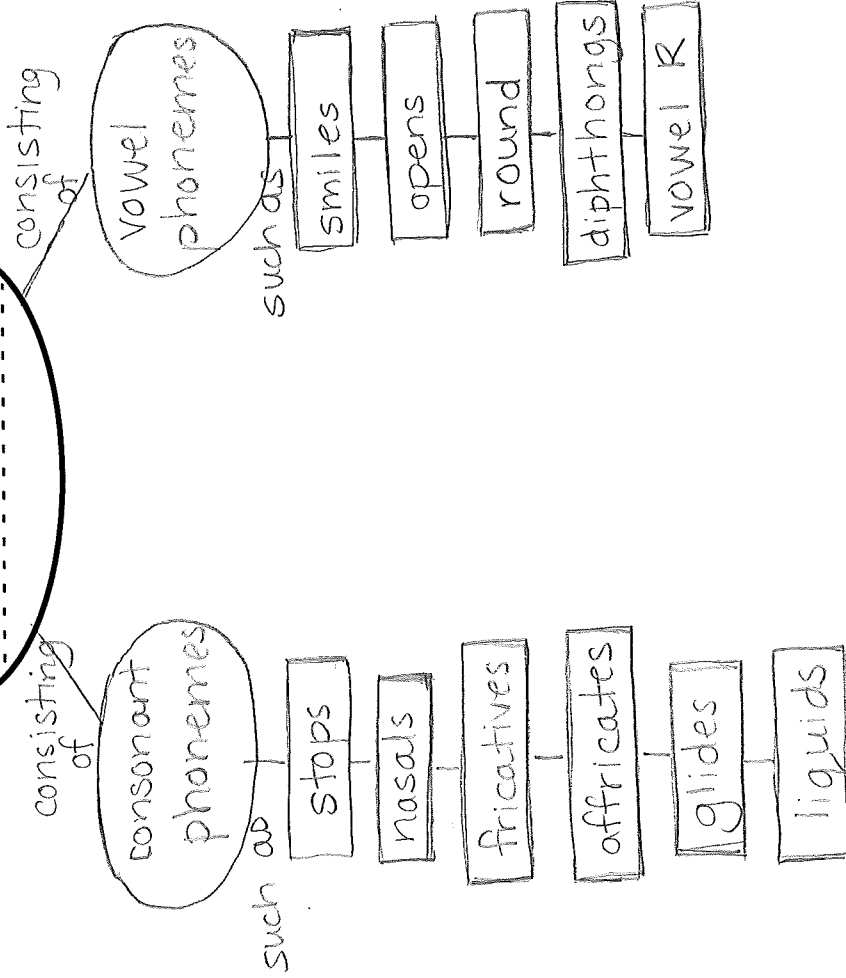 consisting
of
consonant
phonemes
such as
stops
nasals
fricatives
affricates
glides
liquids
consisting
of
vowel
phonemes
such as
smiles
opens
round
diphthongs
vowel R